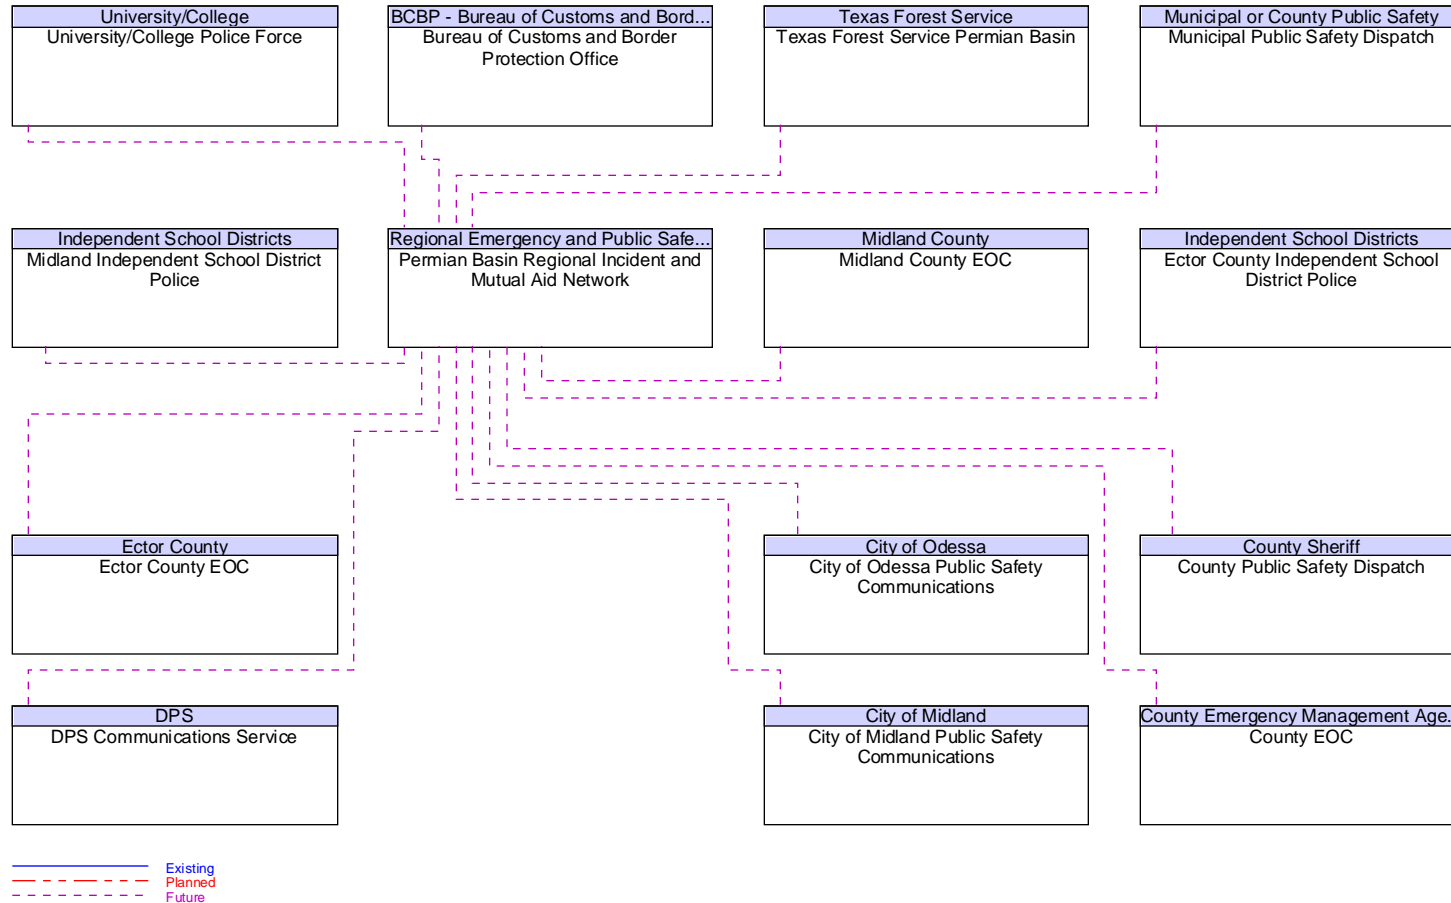 University/College
University/College Police Force
BCBP - Bureau of Customs and Bord...
Bureau of Customs and Border
Protection Office
Texas Forest Service
Texas Forest Service Permian Basin
Municipal or County Public Safety
Municipal Public Safety Dispatch
Independent School Districts
Midland Independent School District
Police
Regional Emergency and Public Safe...
Permian Basin Regional Incident and
Mutual Aid Network
Midland County
Midland County EOC
Independent School Districts
Ector County Independent School
District Police
Ector County
Ector County EOC
City of Odessa
City of Odessa Public Safety
Communications
County Sheriff
County Public Safety Dispatch
DPS
DPS Communications Service
City of Midland
City of Midland Public Safety
Communications
County Emergency Management Age..
County EOC
Existing
Planned
Future